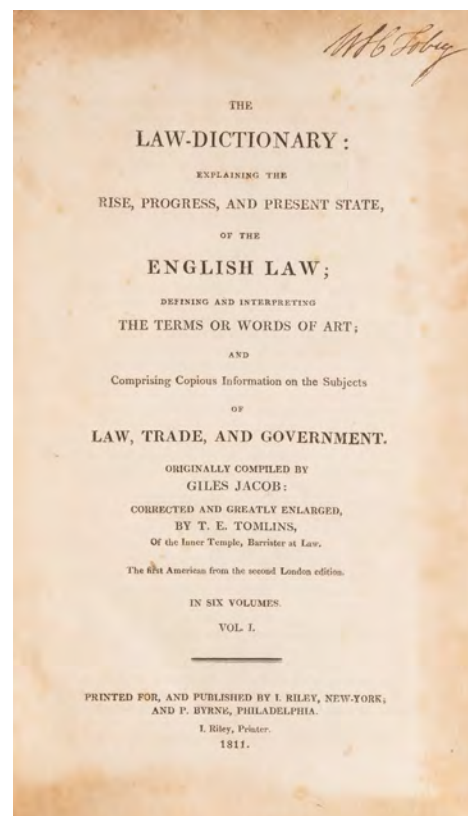 THE
LAW-DICTIONARY:
EXPLAINING THE
RISE, PROGRESS, AND PRESENT STATE,
OF THE
ENGLISH LAW;
DEFINING AND INTERPRETING
THE TERMS OR WORDS OF ART;
AND
Comprising Copious Information on the Subjects
OF
LAW, TRADE, AND GOVERNMENT.
ORIGINALLY COMPILED BY
GILES JACOB:
CORRECTED AND GREATLY ENLARGED,
BY T. E. TOMLINS,
Of the Inner Temple, Barrister at Law.
The first American from the second London edition.
IN SIX VOLUMES.
VOL. I.
PRINTED FOR, AND PUBLISHED BY I. RILEY, NEW-YORK;
AND P. BYRNE, PHILADELPHIA.
I. Riley, Printer.
1811.